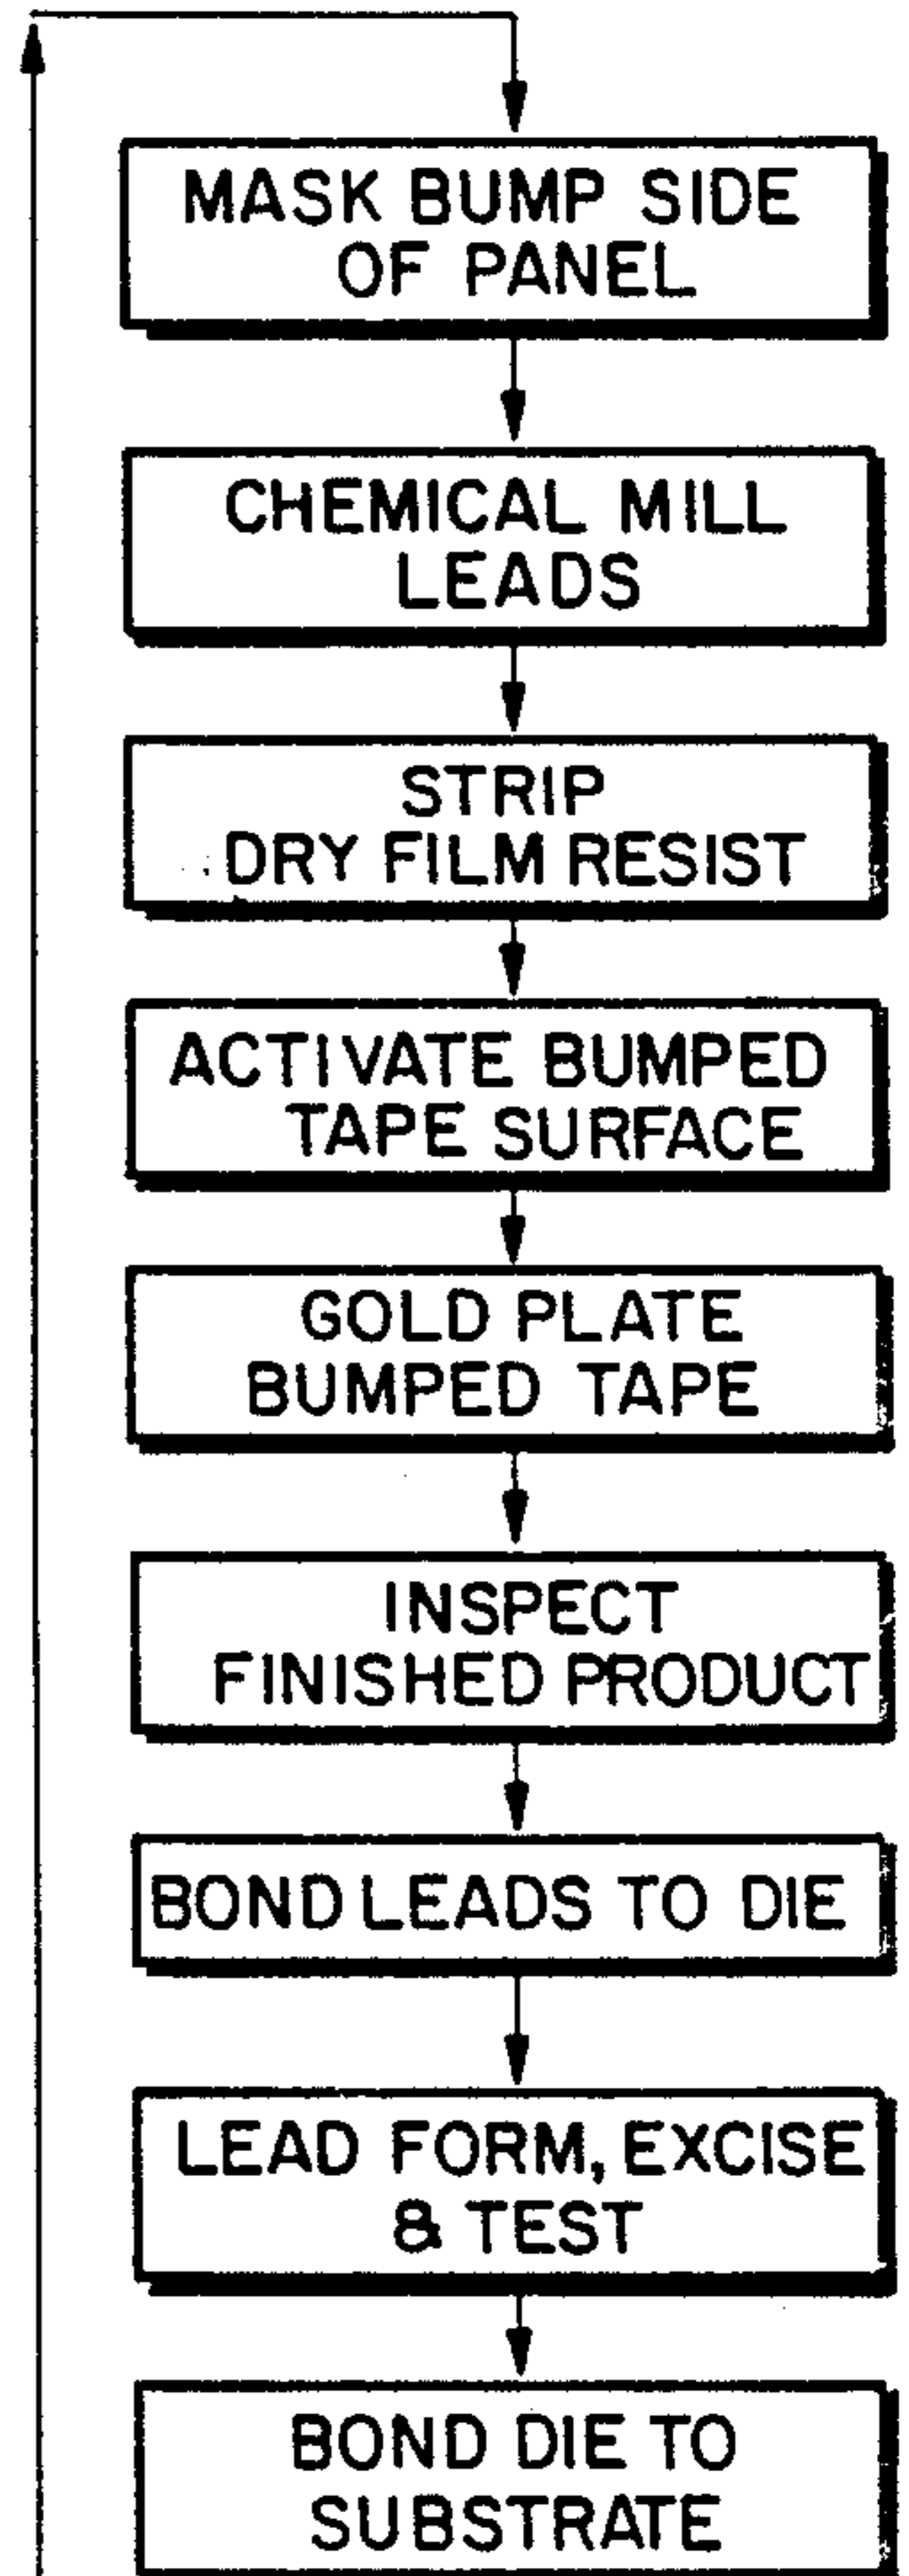 MASK BUMP SIDE
OF PANEL
CHEMICAL MILL
LEADS
STRIP
DRY FILM RESIST
ACTIVATE BUMPED
TAPE SURFACE
GOLD PLATE
BUMPED TAPE
INSPECT
FINISHED PRODUCT
BOND LEADS TO DIE
LEAD FORM, EXCISE
& TEST
BOND DIE TO
SUBSTRATE